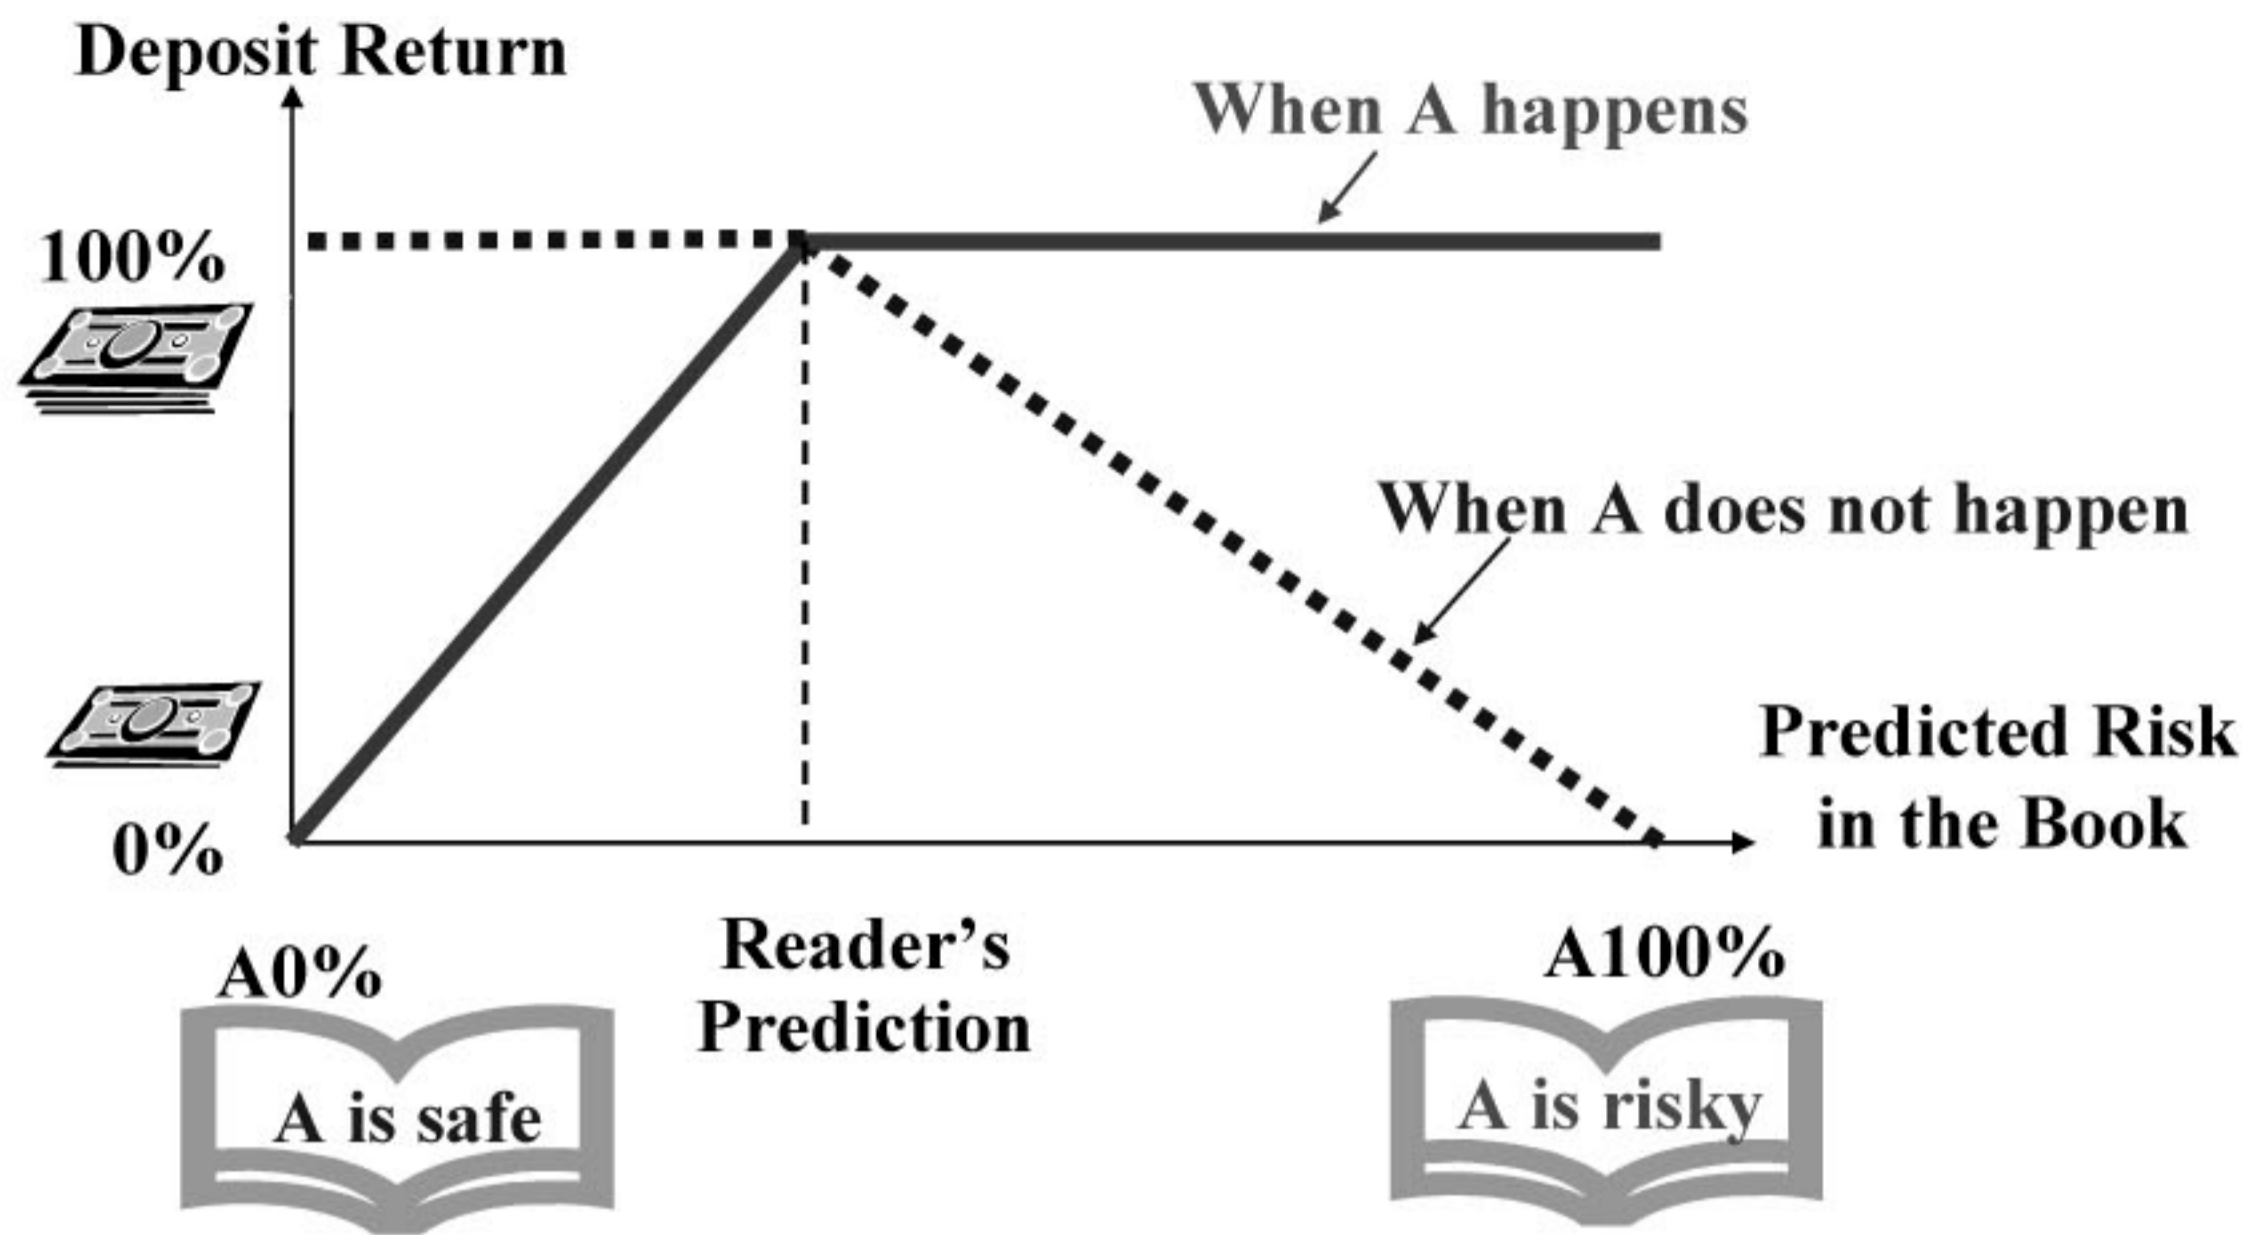 Deposit Return
When A happens
100%
When A does not happen
Predicted Risk
in the Book
0%
A0%
Reader’s
Prediction
A100%
A is safe
A is risky